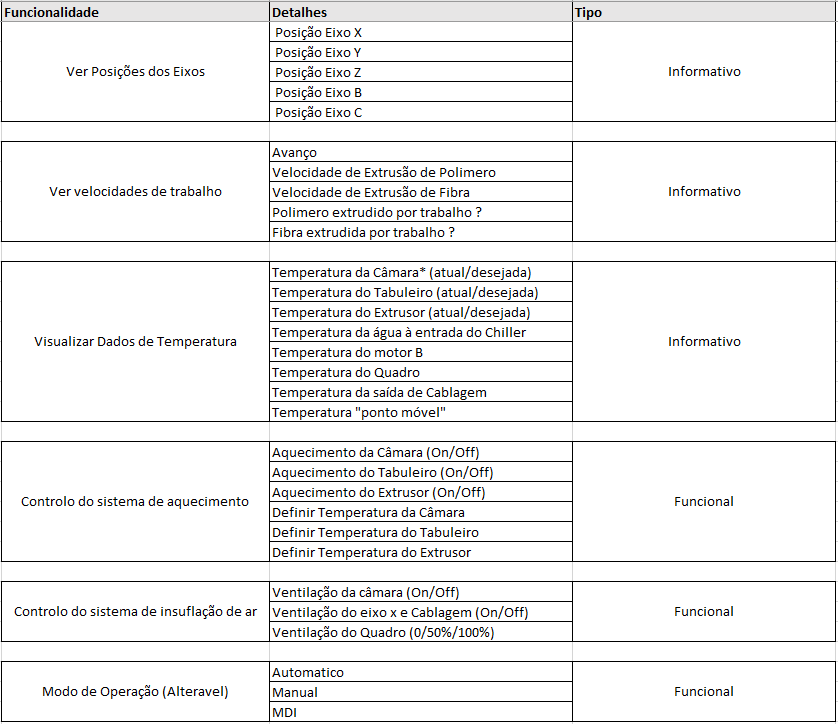 Funcionalidade Detalhes Tipo
Posição Eixo X
Posição Eixo Y
Ver Posições dos Eixos Posição Eixo Z Informativo
Posição Eixo B
Posição Eixo C
Avanço
Velocidade de Extrusão de Polimero
Ver velocidades de trabalho Velocidade de Extrusão de Fibra Informativo
Polimero extrudido por trabalho ?
Fibra extrudida por trabalho ?
Temperatura da Câmara* (atual/desejada)
Temperatura do Tabuleiro (atual/desejada)
Temperatura do Extrusor (atual/desejada)
Temperatura da água à entrada do Chiller
Visualizar Dados de Temperatura Informativo
Temperatura do motor B
Temperatura do Quadro
Temperatura da saída de Cablagem
Temperatura "ponto móvel"
Aquecimento da Câmara (On/Off)
Aquecimento do Tabuleiro (On/Off)
Aquecimento do Extrusor (On/Off)
Controlo do sistema de aquecimento Funcional
Definir Temperatura da Câmara
Definir Temperatura do Tabuleiro
Definir Temperatura do Extrusor
Ventilação da câmara (On/Off)
Controlo do sistema de insuflação de ar Ventilação do eixo x e Cablagem (On/Off) Funcional
Ventilação do Quadro (0/50%/100%)
Automatico
Modo de Operação (Alteravel) Manual Funcional
MDI